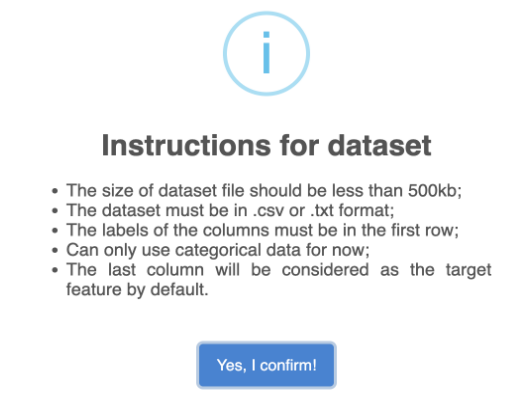 i
Instructions for dataset
• The size of dataset file should be less than 500kb;
• The dataset must be in .csv or .txt format;
• The labels of the columns must be in the first row;
• Can only use categorical data for now;
• The last column will be considered as the target
feature by default.
Yes, I confirm!